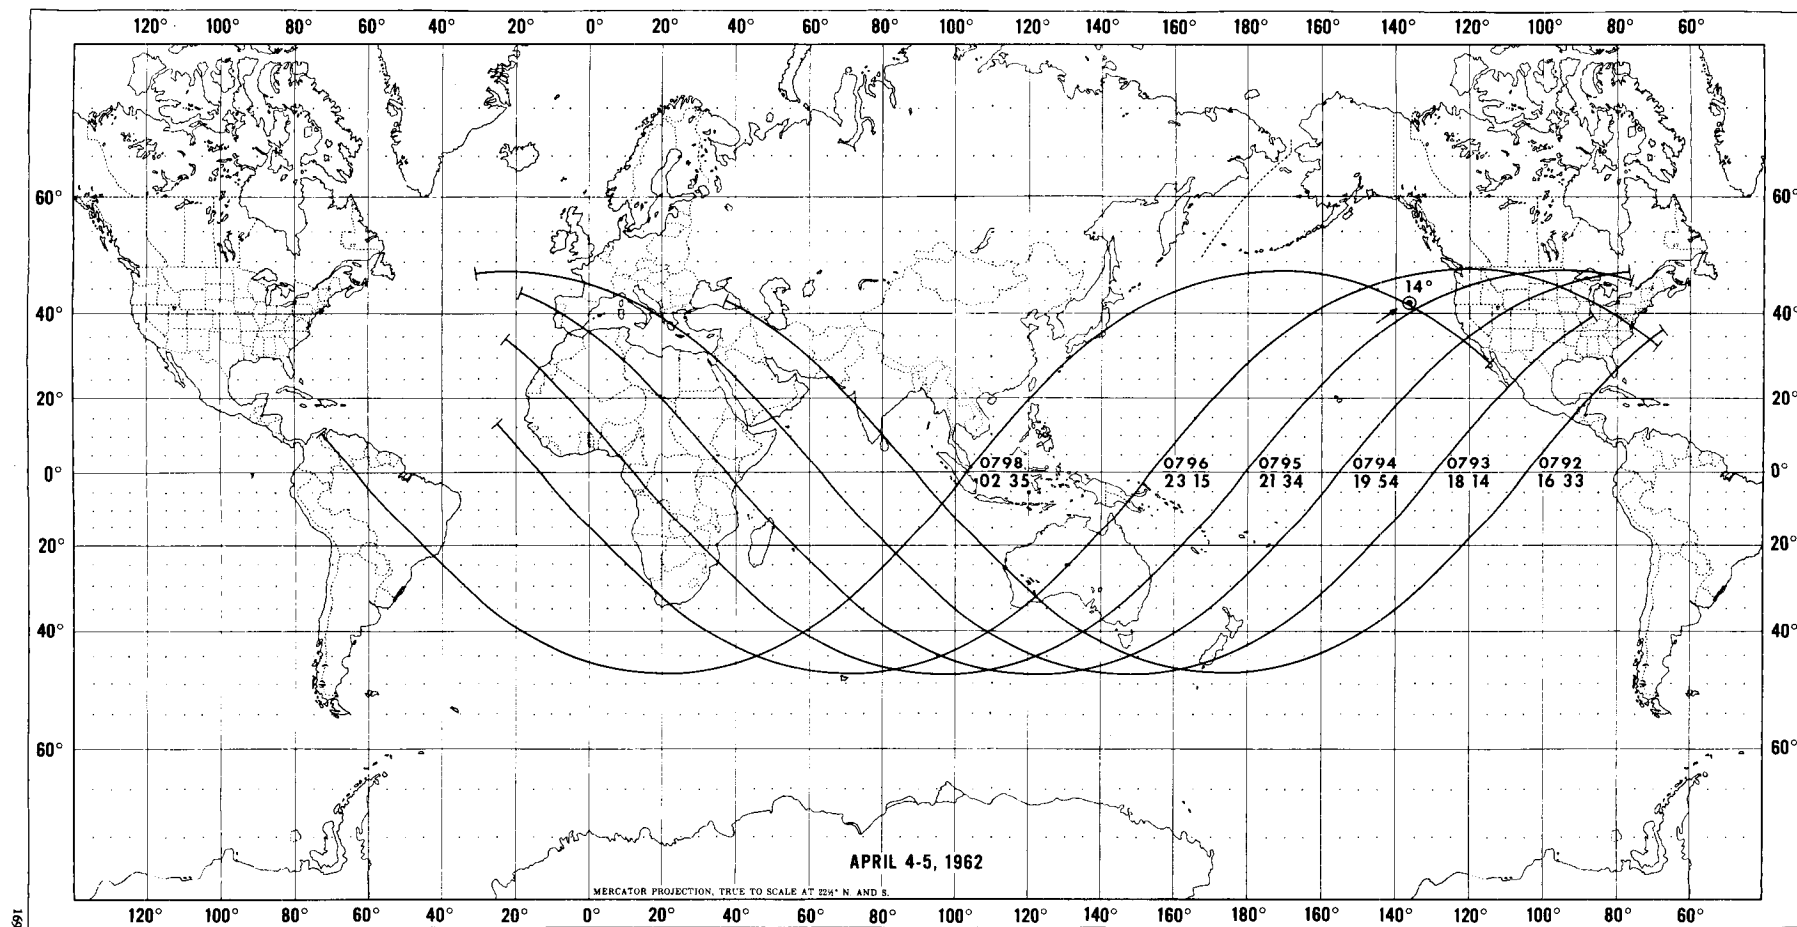 120° 100° 80° 60° 40° 20° 0° 20° 40° 60° 80° 100° 120° 140° 160° 180° 160° 140° 120° 100° 80° 60°
60° 60°
14°
40° 40°
20° 20°
0798 0796 0795 0794 0793 0792
0° 0°
02 35 23 15 21 34 19 54 18 14 16 33
20° 20°
40° 40°
60° 60°
APRIL 4-5, 1962
MERCATOR PROJECTION, TRUE TO SCALE AT 22½° N. AND S.
120° 100° 80° 60° 40° 20° 0° 20° 40° 60° 80° 100° 120° 140° 160° 180° 160° 140° 120° 100° 80° 60°